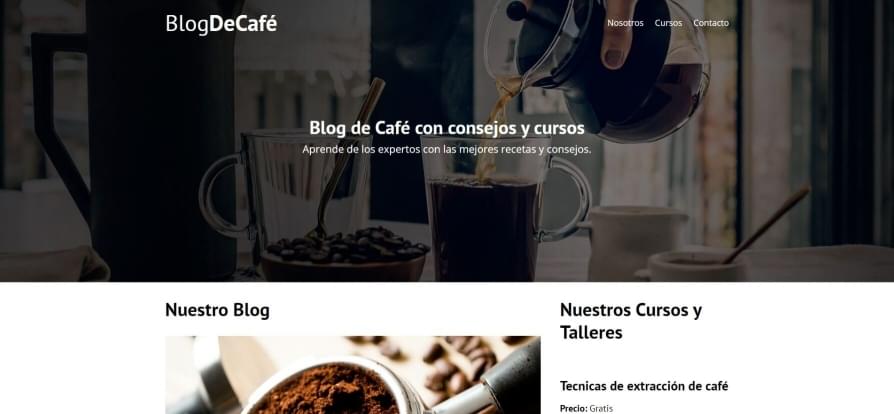 BlogDeCafé
Nosotros Cursos Contacto
Blog de Café con consejos y cursos
Aprende de los expertos con las mejores recetas y consejos.
Nuestro Blog
Nuestros Cursos y
Talleres
Tecnicas de extracción de café
Precio: Gratis